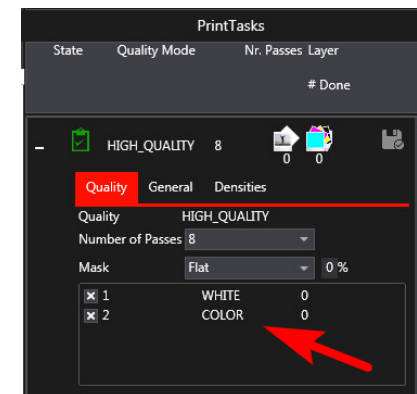 PrintTasks
State Quality Mode Nr. Passes Layer
# Done
HIGH_QUALITY 8 0 0
Quality General Densities
Quality HIGH_QUALITY
Number of Passes 8
Mask Flat 0 %
1 WHITE 0
2 COLOR 0